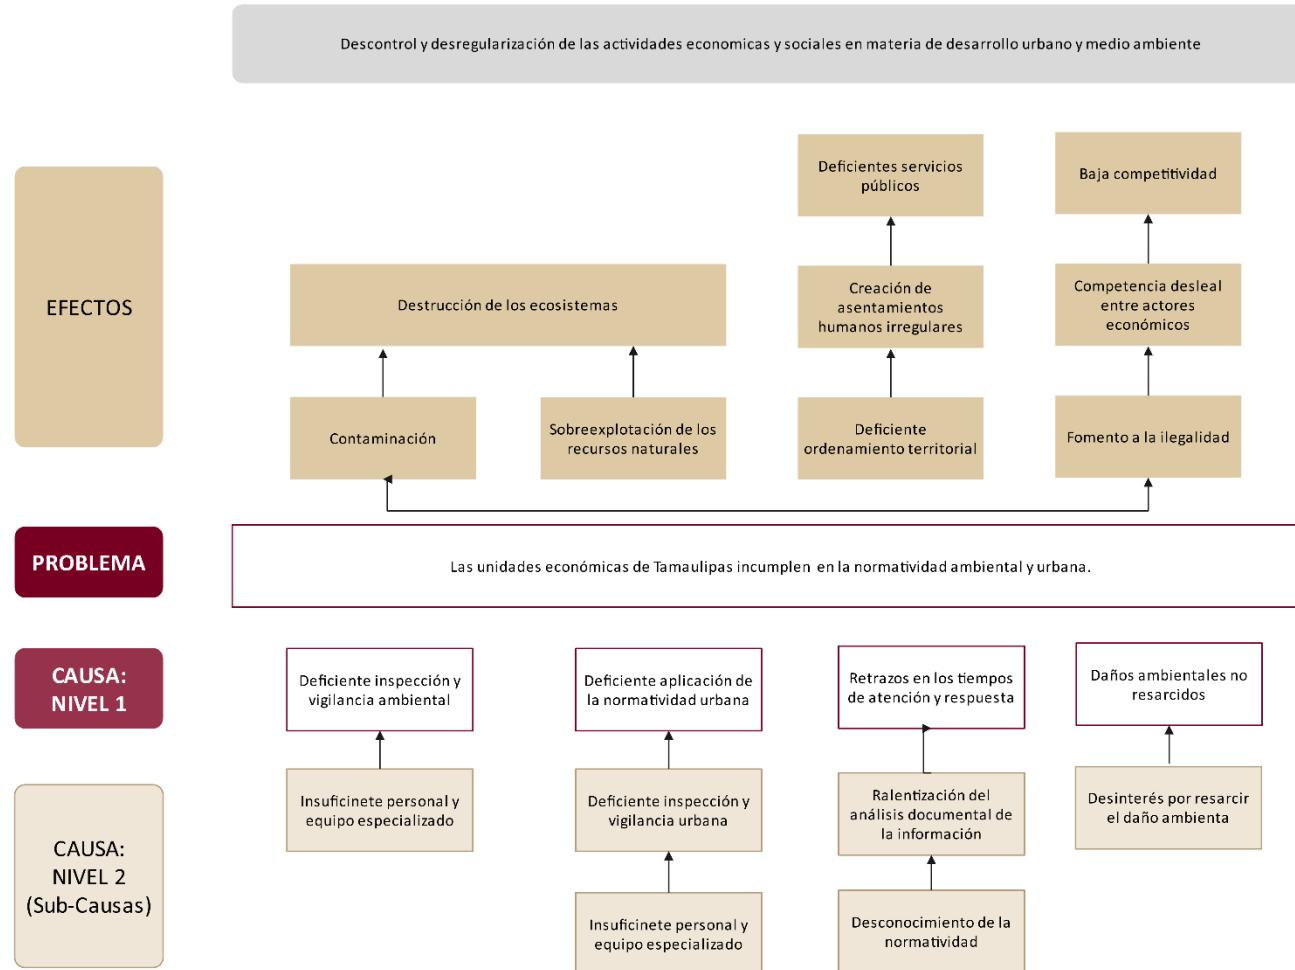 Descontrol y desregularización de las actividades economicas y sociales en materia de desarrollo urbano y medio ambiente
EFECTOS
Deficientes servicios
públicos
Baja competitividad
Destrucción de los ecosistemas
Creación de
asentamientos
humanos irregulares
Competencia desleal
entre actores
económicos
Contaminación
Sobreexplotación de los
recursos naturales
Deficiente
ordenamiento territorial
Fomento a la ilegalidad
PROBLEMA
Las unidades económicas de Tamaulipas incumplen en la normatividad ambiental y urbana.
CAUSA:
NIVEL 1
Deficiente inspección y
vigilancia ambiental
Deficiente aplicación de
la normatividad urbana
Retrazos en los tiempos
de atención y respuesta
Daños ambientales no
resarcidos
CAUSA:
NIVEL 2
(Sub-Causas)
Insuficinete personal y
equipo especializado
Deficiente inspección y
vigilancia urbana
Ralentización del
análisis documental de
la información
Desinterés por resarcir
el daño ambienta
Insuficinete personal y
equipo especializado
Desconocimiento de la
normatividad